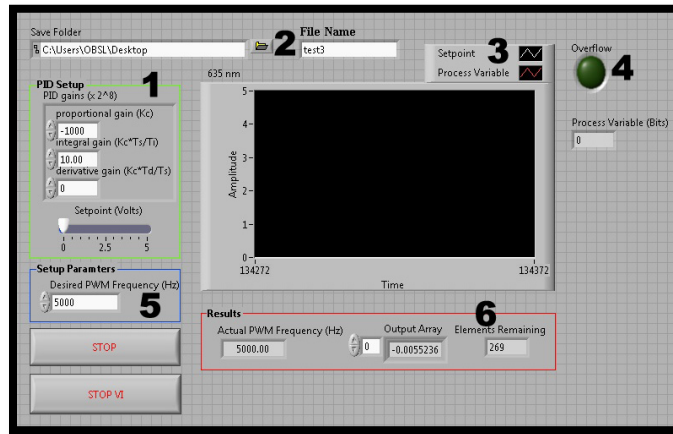 Save Folder
File Name
C:\Users\OBSL\Desktop
2
test3
Setpoint 3
Process Variable
Overflow
4
635 nm
PID Setup
1
PID gains (x 2^8)
proportional gain (Kc)
-1000
integral gain (Kc*Ts/Ti)
10.00
derivative gain (Kc*Td/Ts)
0
Setpoint (Volts)
0 2.5 5
Amplitude
5
4
3
2
1
0
134272
134372
Time
Process Variable (Bits)
0
Setup Paramters
Desired PWM Frequency (Hz)
5000
5
STOP
STOP VI
Results
6
Actual PWM Frequency (Hz)
5000.00
Output Array
0
-0.0055236
Elements Remaining
269